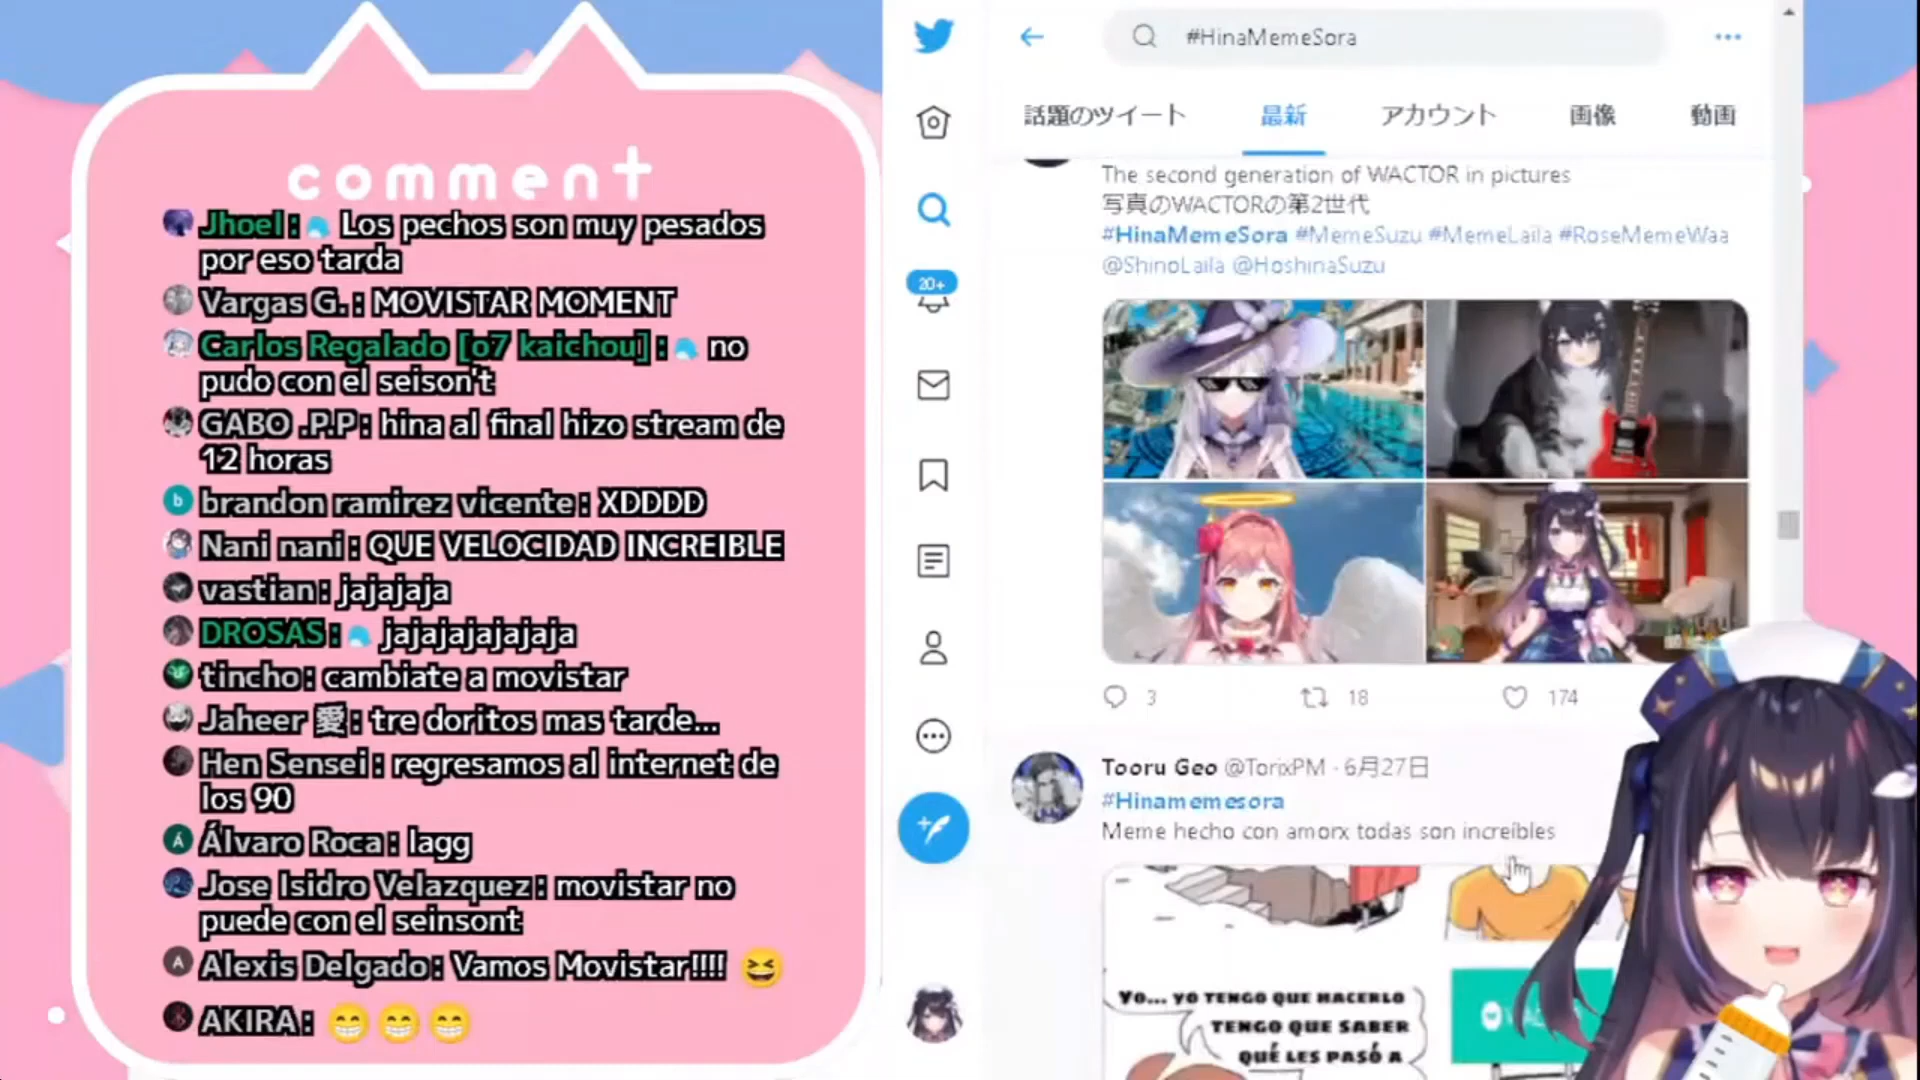 comment
Jhoel: Los pechos son muy pesados
por eso tarda
Vargas G.: MOVISTAR MOMENT
Carlos Regalado [o7 kaichou]: no
pudo con el seison't
GABO .P.P: hina al final hizo stream de
12 horas
b
brandon ramirez vicente: XDDDD
Nani nani: QUE VELOCIDAD INCREIBLE
vastian: jajajaja
DROSAS: jajajajajajaja
tincho: cambiate a movistar
Jaheer 愛: tre doritos mas tarde...
Hen Sensei: regresamos al internet de
los 90
Á
Álvaro Roca: lagg
Jose Isidro Velazquez: movistar no
puede con el seinsont
A
Alexis Delgado: Vamos Movistar!!!! 😆
AKIRA: 😁😁😁
20+
#HinaMemeSora
話題のツイート 最新 アカウント 画像 動画
The second generation of WACTOR in pictures
写真のWACTORの第2世代
#HinaMemeSora #MemeSuzu #MemeLaila #RoseMemeWaa
@ShinoLaila @HoshinaSuzu
3 18 174
Tooru Geo @TorixPM · 6月27日
#Hinamemesora
Meme hecho con amorx todas son increíbles
Yo... YO TENGO QUE HACERLO
TENGO QUE SABER
QUÉ LES PASÓ A